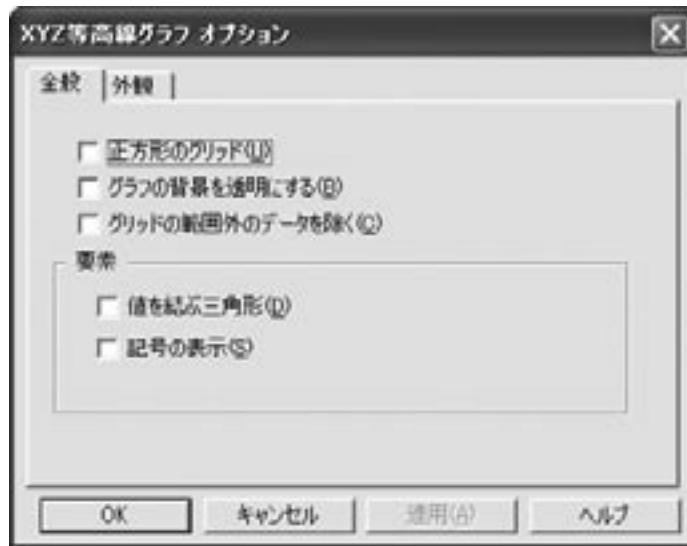 XYZ等高線グラフ オプション
全般 外観
正方形のグリッド(U)
グラフの背景を透明にする(B)
グリッドの範囲外のデータを除く(C)
要素
値を結ぶ三角形(D)
記号の表示(S)
OK キャンセル 適用(A) ヘルプ